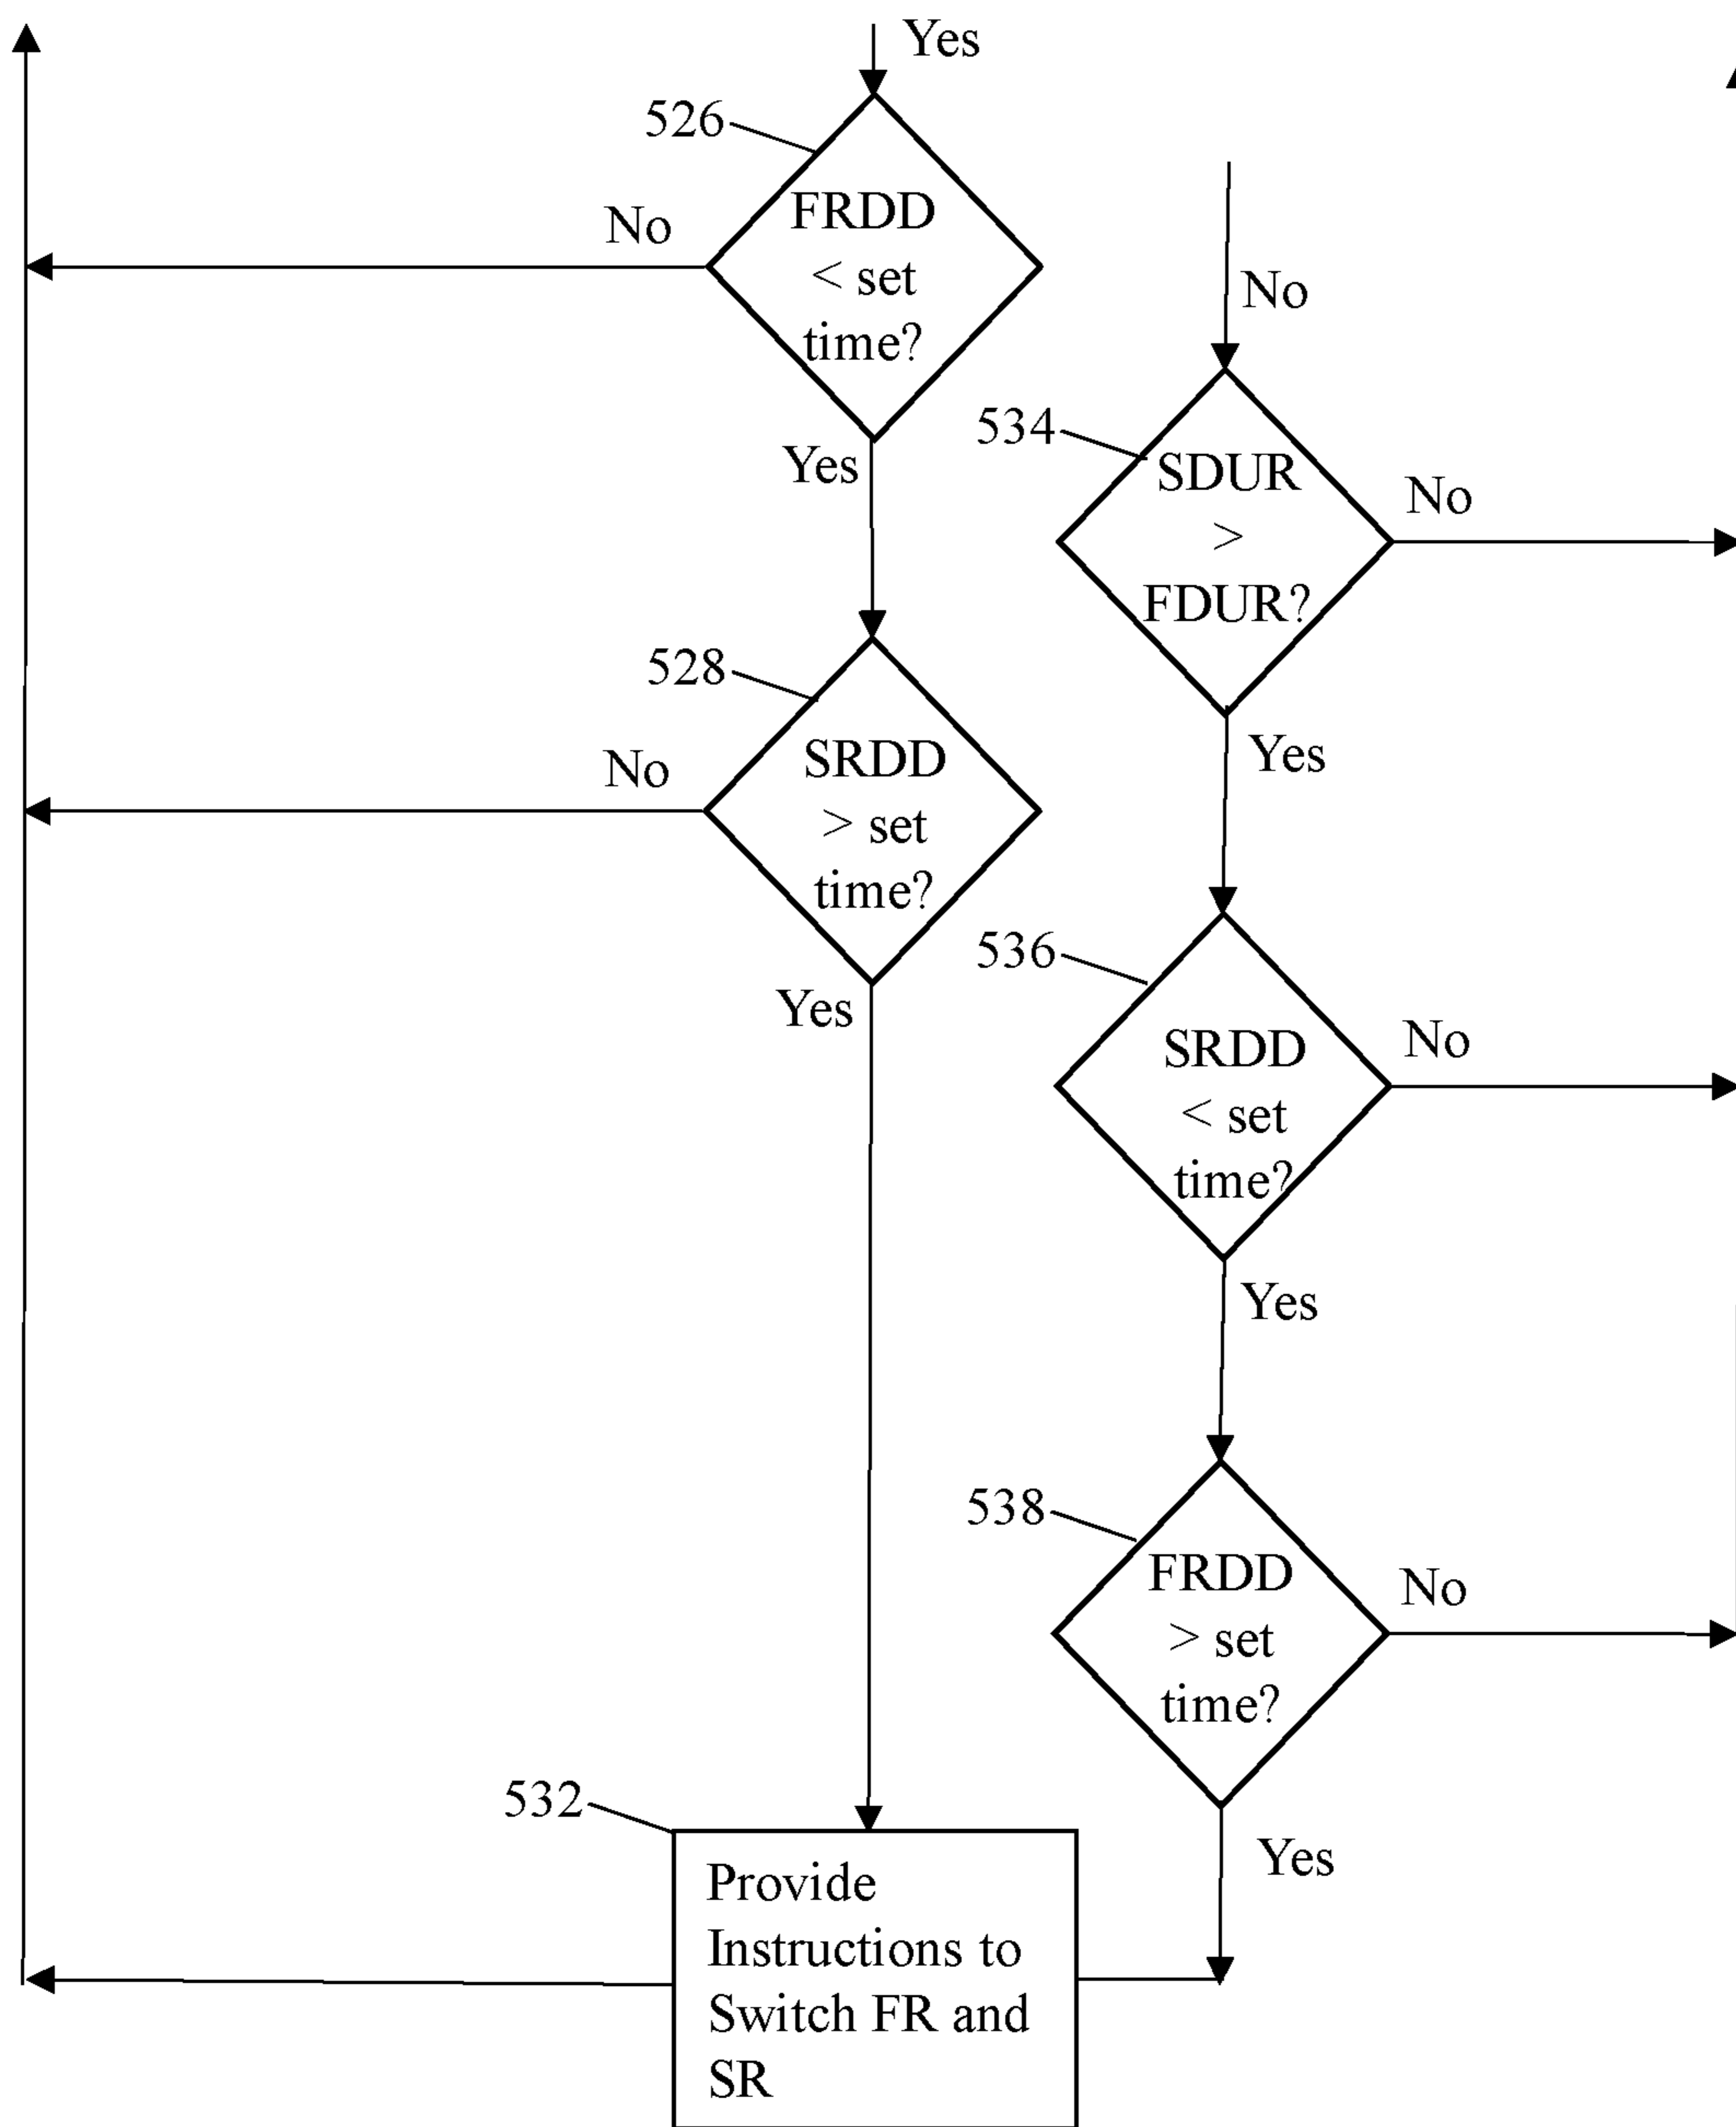 Yes
526
FRDD
< set
time?
No
No
534
SDUR
>
FDUR?
No
Yes
528
SRDD
> set
time?
No
Yes
536
SRDD
< set
time?
No
Yes
Yes
538
FRDD
> set
time?
No
532
Provide
Instructions to
Switch FR and
SR
Yes